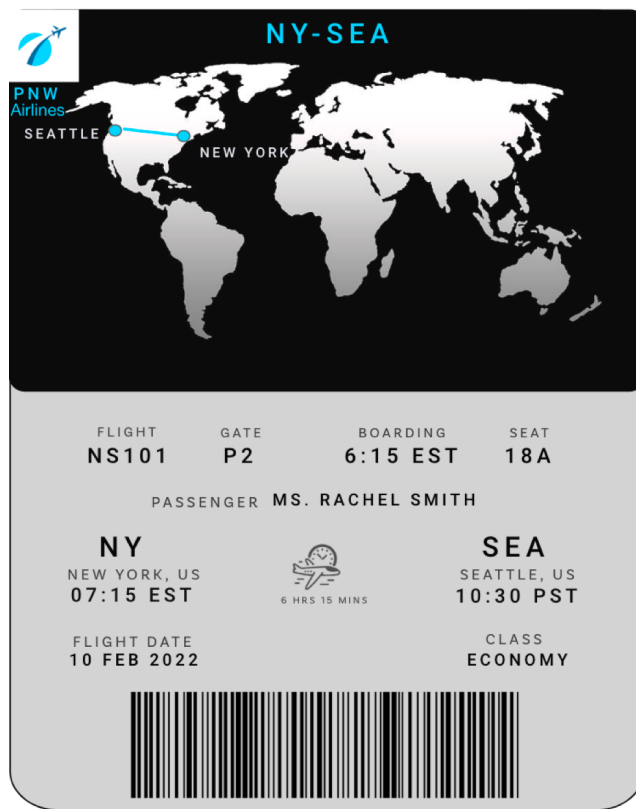 NY-SEA
PNW
Airlines
SEATTLE
NEW YORK
FLIGHT GATE BOARDING SEAT
NS101 P2 6:15 EST 18A
PASSENGER MS. RACHEL SMITH
NY SEA
NEW YORK, US SEATTLE, US
07:15 EST 6 HRS 15 MINS 10:30 PST
FLIGHT DATE CLASS
10 FEB 2022 ECONOMY